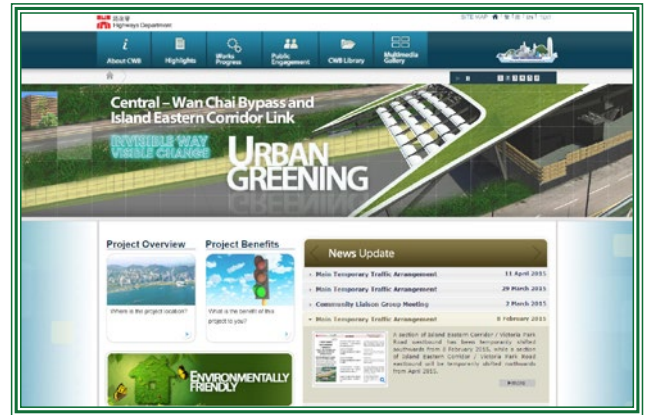 路政署
Highways Department
SITE MAP
About CWB
Highlights
Works
Progress
Public
Engagement
CWB Library
Multimedia
Gallery
Central – Wan Chai Bypass and
Island Eastern Corridor Link
INVISIBLE WAY
VISIBLE CHANGE
URBAN
GREENING
Project Overview
Project Benefits
News Update
Main Temporary Traffic Arrangement 11 April 2015
Main Temporary Traffic Arrangement 29 March 2015
Community Liaison Group Meeting 2 March 2015
Main Temporary Traffic Arrangement 8 February 2015
Where is the project location?
What is the benefit of this
project to you?
A section of Island Eastern Corridor / Victoria Park
Road westbound has been temporarily shifted
southwards from 8 February 2015, while a section
of Island Eastern Corridor / Victoria Park Road
eastbound will be temporarily shifted northwards
from April 2015.
ENVIRONMENTALLY
FRIENDLY